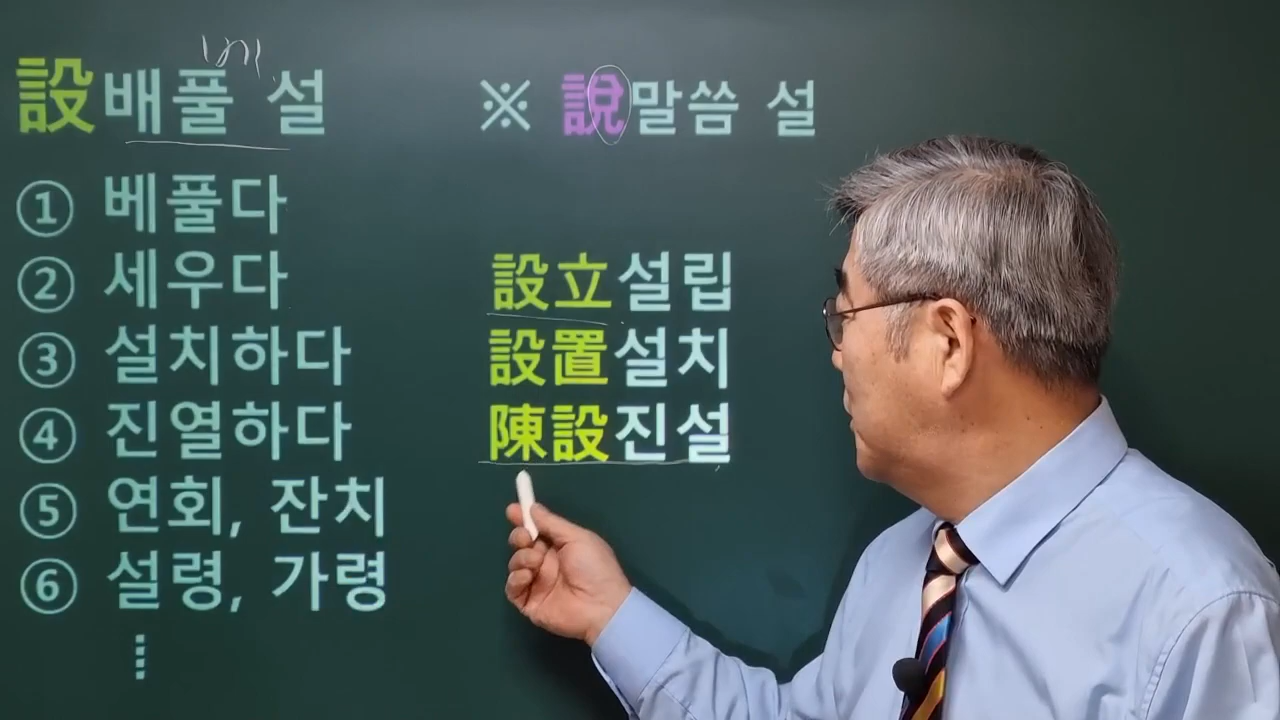 設배풀 설
베
※ 說말씀 설
① 베풀다
② 세우다
③ 설치하다
④ 진열하다
⑤ 연회, 잔치
⑥ 설령, 가령
⋮
設立설립
設置설치
陳設진설